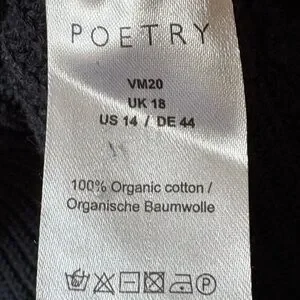 POETRY
VM20
UK 18
US 14 / DE 44
100% Organic cotton /
Organische Baumwolle